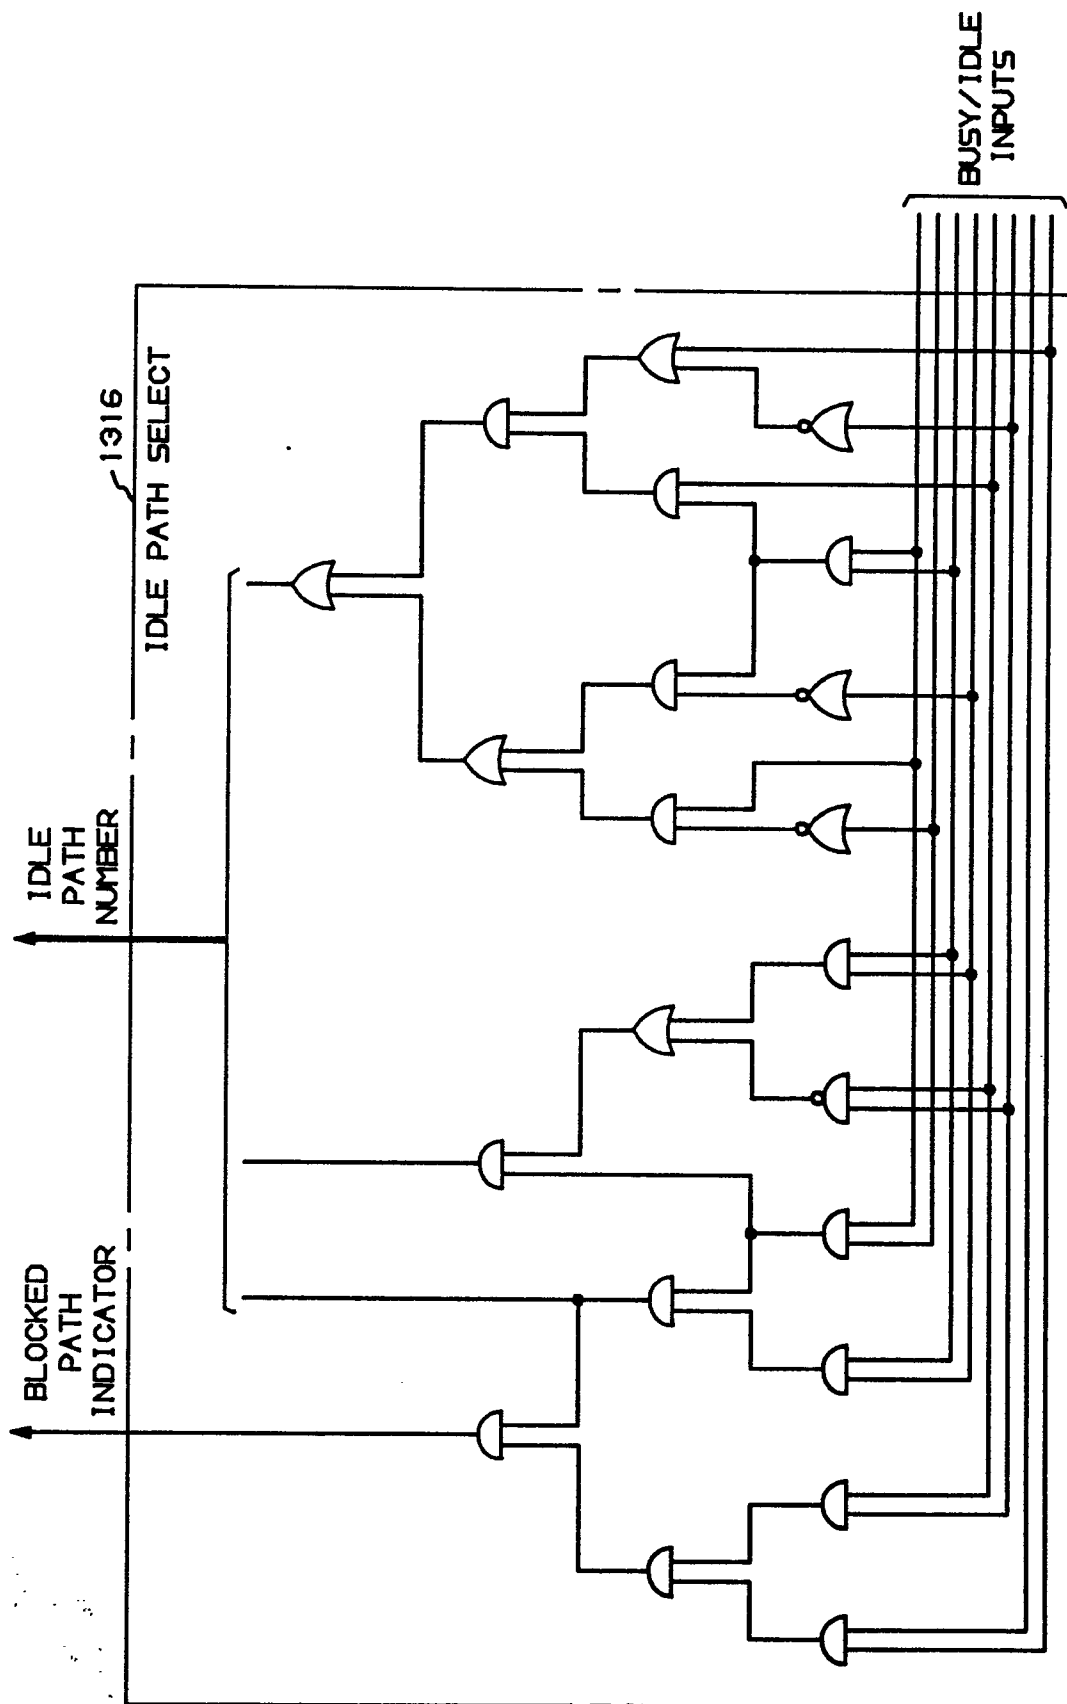 BLOCKED
PATH
INDICATOR
IDLE
PATH
NUMBER
1316
IDLE PATH SELECT
BUSY/IDLE
INPUTS